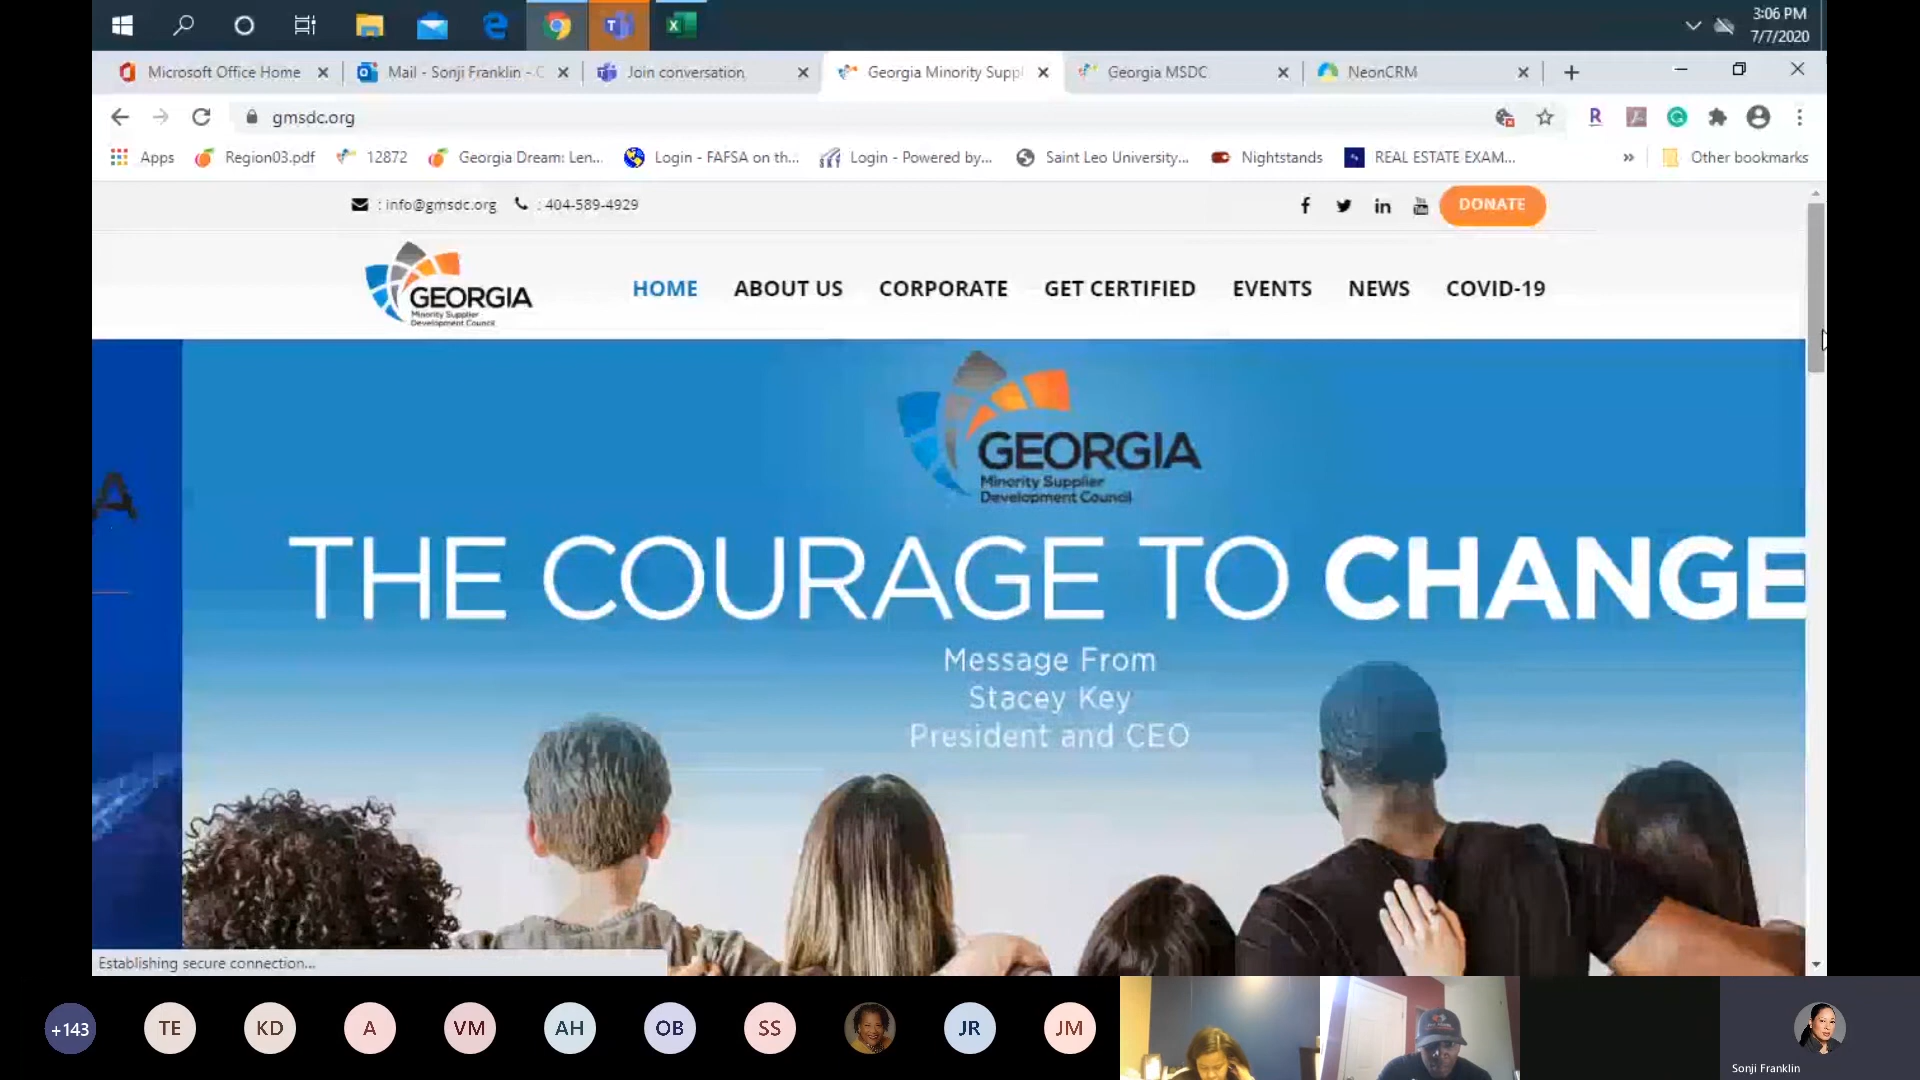 3:06 PM
7/7/2020
Microsoft Office Home
Mail - Sonji Franklin -
Join conversation
Georgia Minority Suppl
Georgia MSDC
NeonCRM
gmsdc.org
R
Apps
Region03.pdf
12872
Georgia Dream: Len...
Login - FAFSA on th...
Login - Powered by...
Saint Leo University...
Nightstands
REAL ESTATE EXAM...
Other bookmarks
: info@gmsdc.org
: 404-589-4929
DONATE
GEORGIA
Minority Supplier
Development Council
HOME
ABOUT US
CORPORATE
GET CERTIFIED
EVENTS
NEWS
COVID-19
GEORGIA
Minority Supplier
Development Council
A
THE COURAGE TO CHANGE
Message From
Stacey Key
President and CEO
Establishing secure connection...
+143
TE
KD
A
VM
AH
OB
SS
JR
JM
Sonji Franklin